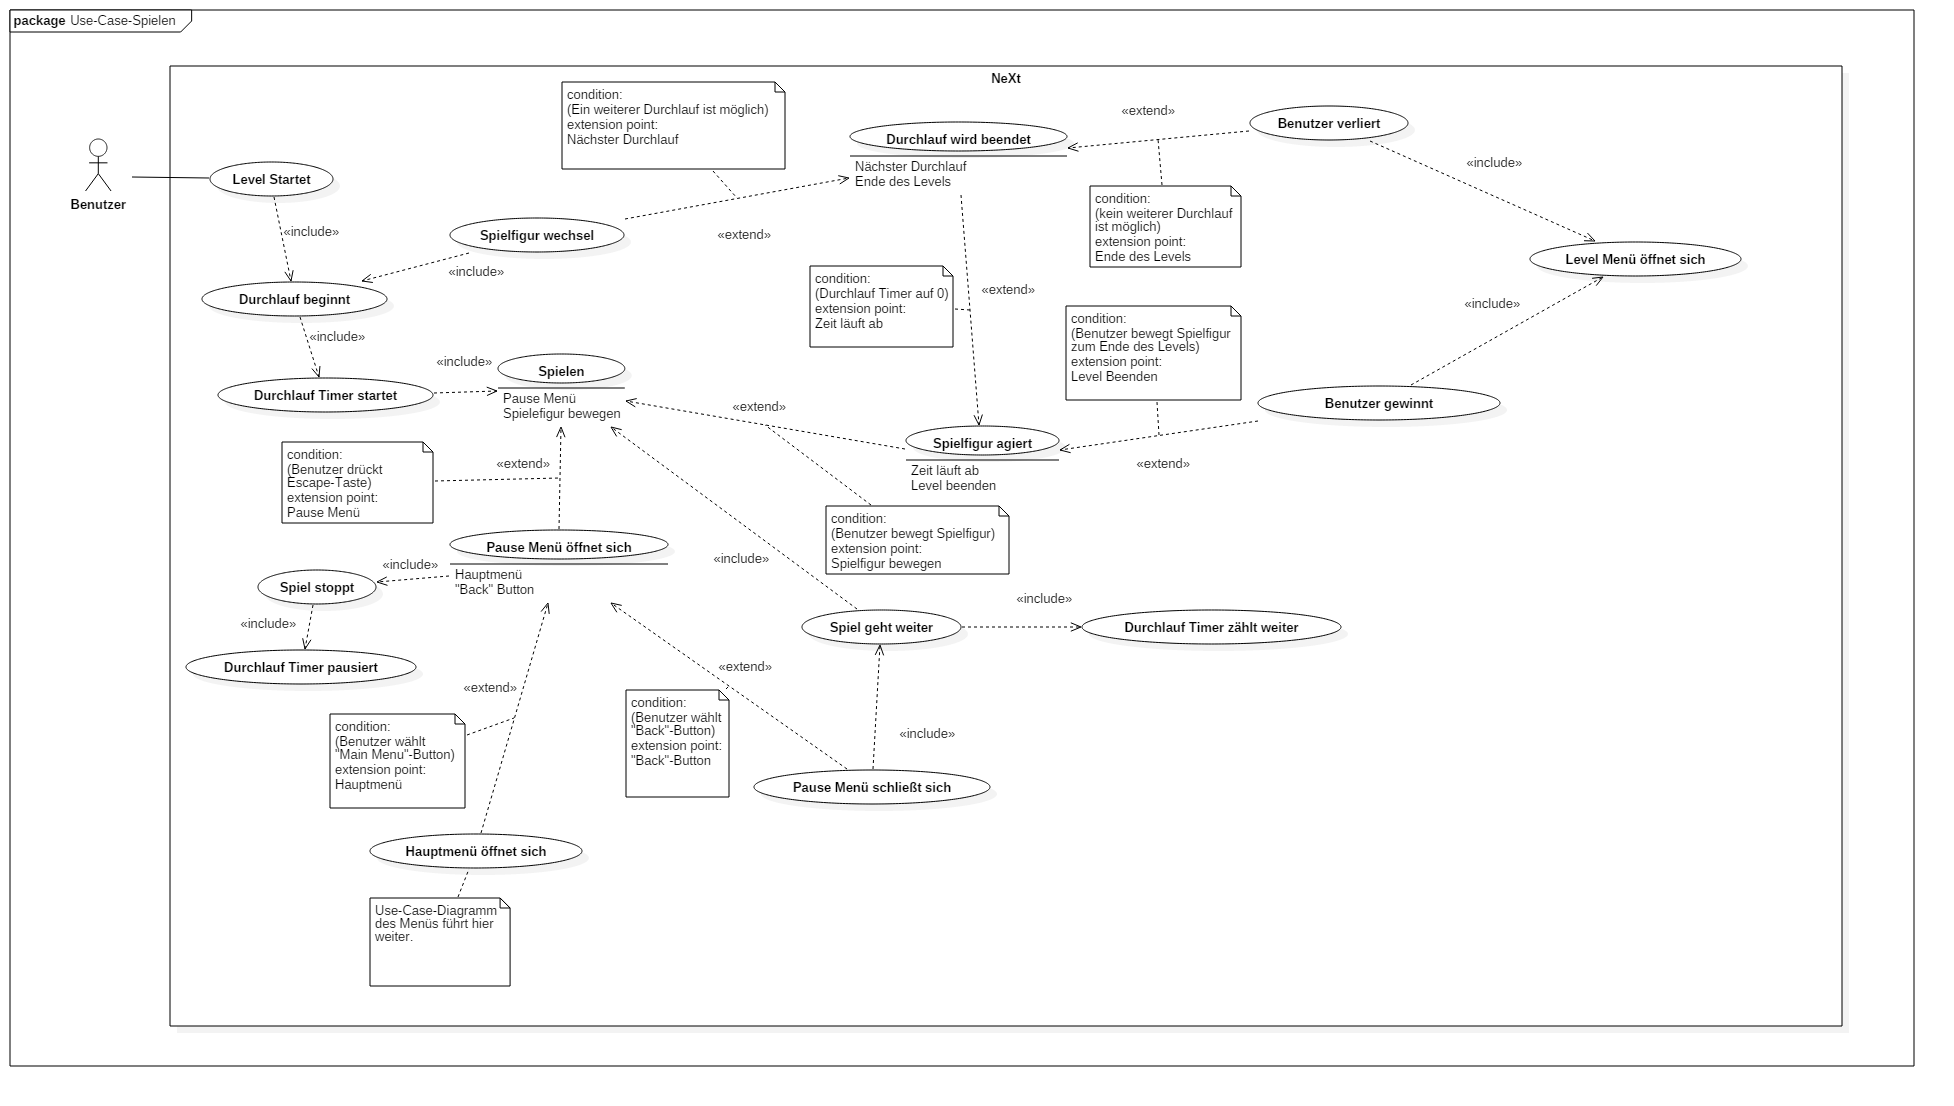 package Use-Case-Spielen
NeXt
condition:
(Ein weiterer Durchlauf ist möglich)
extension point:
Nächster Durchlauf
Durchlauf wird beendet
Nächster Durchlauf
Ende des Levels
«extend»
Benutzer verliert
«include»
Benutzer
Level Startet
«include»
condition:
(kein weiterer Durchlauf
ist möglich)
extension point:
Ende des Levels
Spielfigur wechsel
«extend»
«include»
Level Menü öffnet sich
Durchlauf beginnt
«include»
condition:
(Durchlauf Timer auf 0)
extension point:
Zeit läuft ab
«extend»
condition:
(Benutzer bewegt Spielfigur
zum Ende des Levels)
extension point:
Level Beenden
«include»
«include»
Spielen
Pause Menü
Spielefigur bewegen
Durchlauf Timer startet
«extend»
Benutzer gewinnt
Spielfigur agiert
Zeit läuft ab
Level beenden
«extend»
condition:
(Benutzer drückt
Escape-Taste)
extension point:
Pause Menü
«extend»
condition:
(Benutzer bewegt Spielfigur)
extension point:
Spielfigur bewegen
Pause Menü öffnet sich
Hauptmenü
"Back" Button
«include»
«include»
Spiel stoppt
«include»
Durchlauf Timer pausiert
Spiel geht weiter
«include»
Durchlauf Timer zählt weiter
«extend»
«extend»
condition:
(Benutzer wählt
"Main Menu"-Button)
extension point:
Hauptmenü
condition:
(Benutzer wählt
"Back"-Button)
extension point:
"Back"-Button
«include»
Pause Menü schließt sich
Hauptmenü öffnet sich
Use-Case-Diagramm
des Menüs führt hier
weiter.